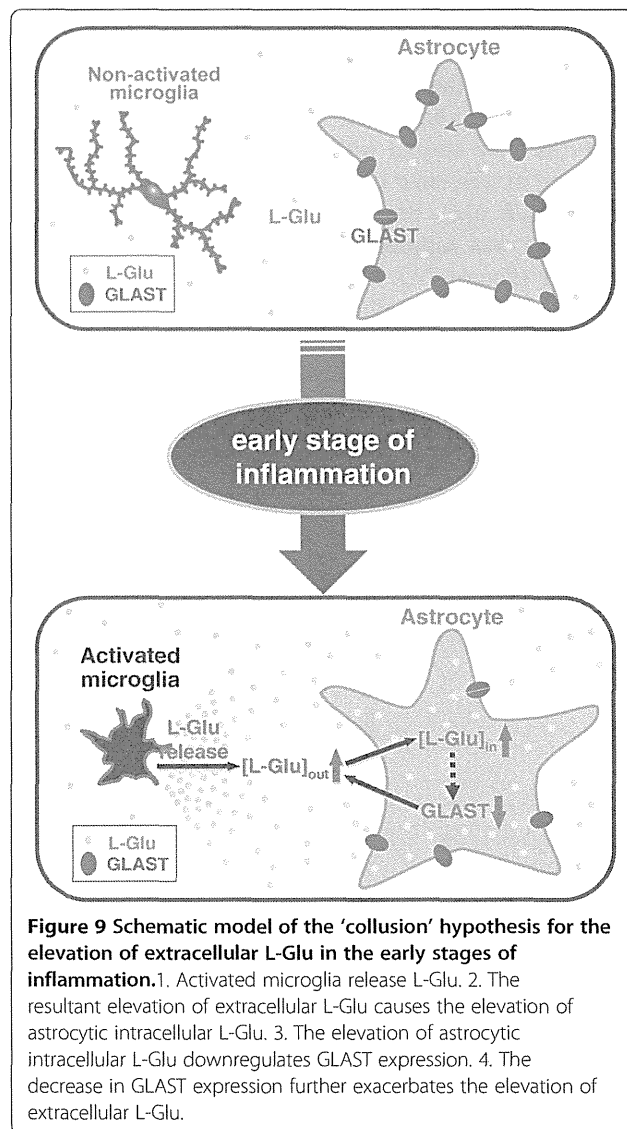 Astrocyte
Non-activated
microglia
L-Glu
GLAST
L-Glu
GLAST
early stage of
inflammation
Astrocyte
Activated
microglia
L-Glu
release
[L-Glu]out
[L-Glu]in
GLAST
L-Glu
GLAST
Figure 9 Schematic model of the ‘collusion’ hypothesis for the
elevation of extracellular L-Glu in the early stages of
inflammation.1. Activated microglia release L-Glu. 2. The
resultant elevation of extracellular L-Glu causes the elevation of
astrocytic intracellular L-Glu. 3. The elevation of astrocytic
intracellular L-Glu downregulates GLAST expression. 4. The
decrease in GLAST expression further exacerbates the elevation of
extracellular L-Glu.